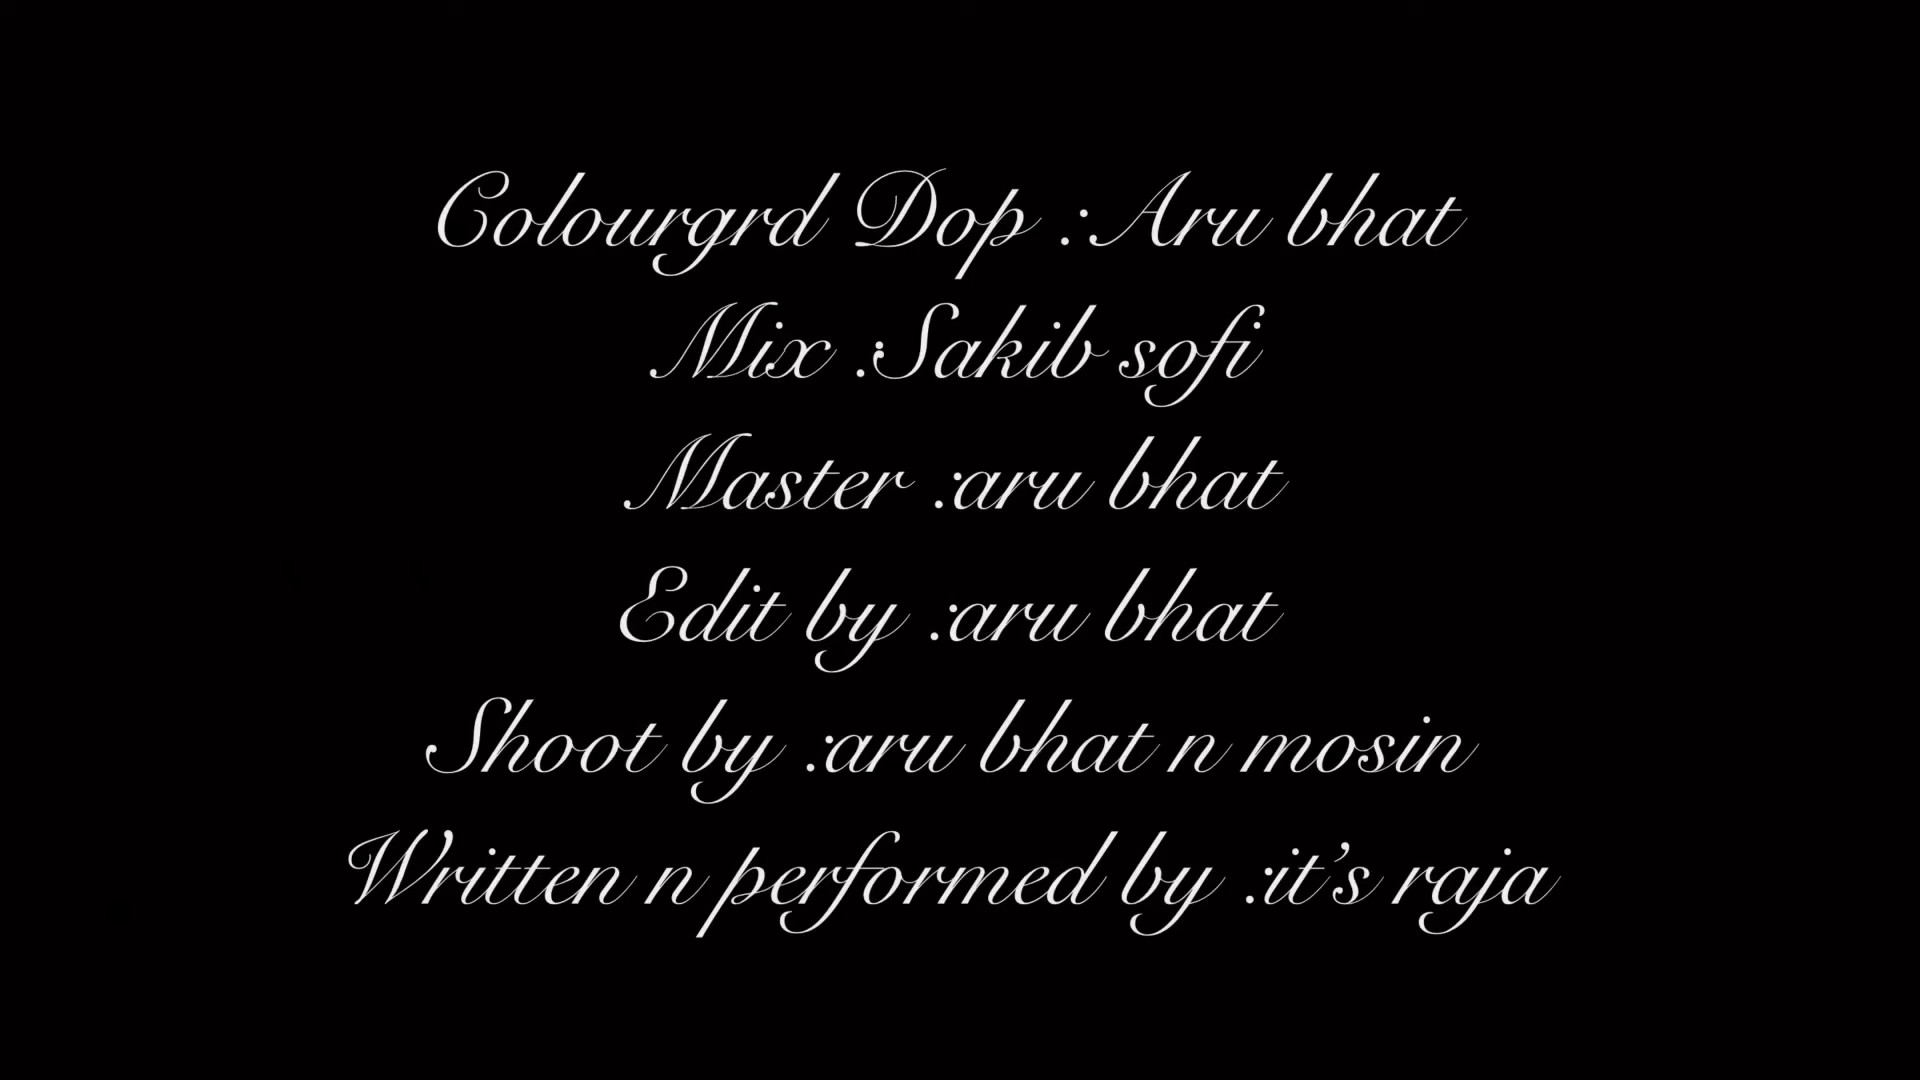 Colourgrd Dop :Aru bhat
Mix :Sakib sofi
Master :aru bhat
Edit by :aru bhat
Shoot by :aru bhat n mosin
Written n performed by :it’s raja